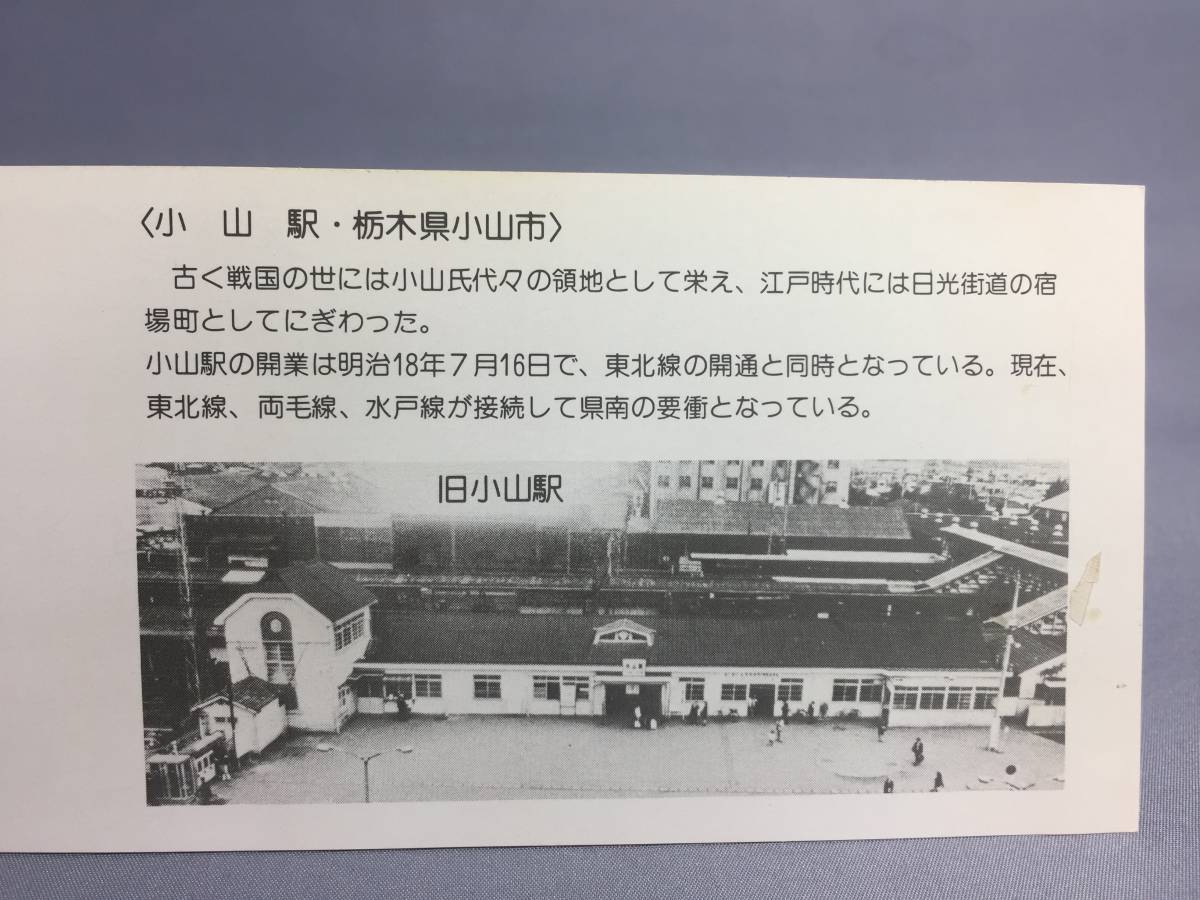 〈小　山　駅・栃木県小山市〉
　古く戦国の世には小山氏代々の領地として栄え、江戸時代には日光街道の宿
場町としてにぎわった。
小山駅の開業は明治18年７月16日で、東北線の開通と同時となっている。現在、
東北線、両毛線、水戸線が接続して県南の要衝となっている。
旧小山駅